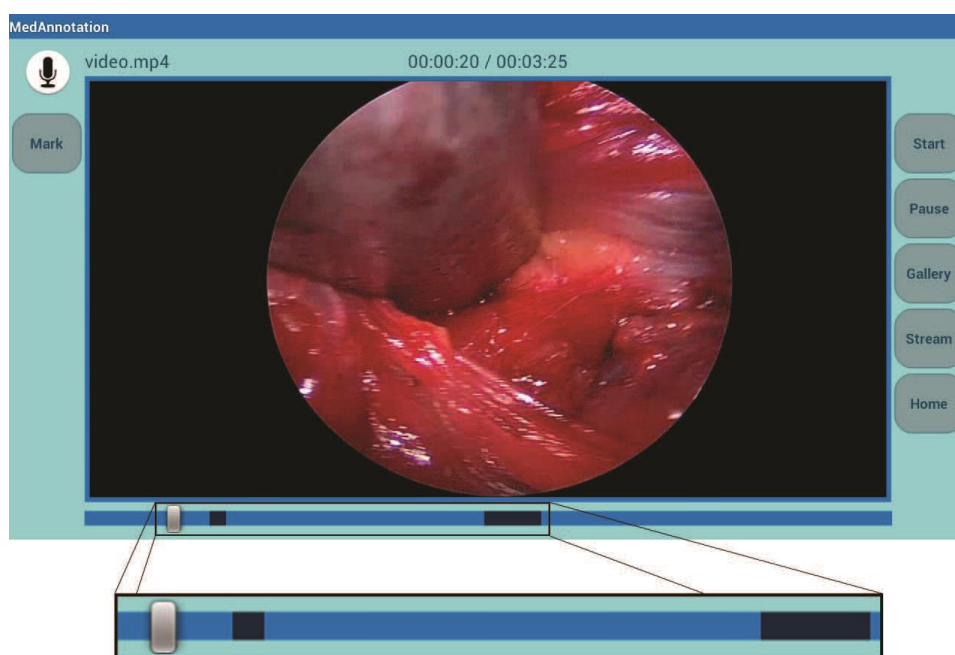 MedAnnotation
video.mp4
00:00:20 / 00:03:25
Mark
Start
Pause
Gallery
Stream
Home